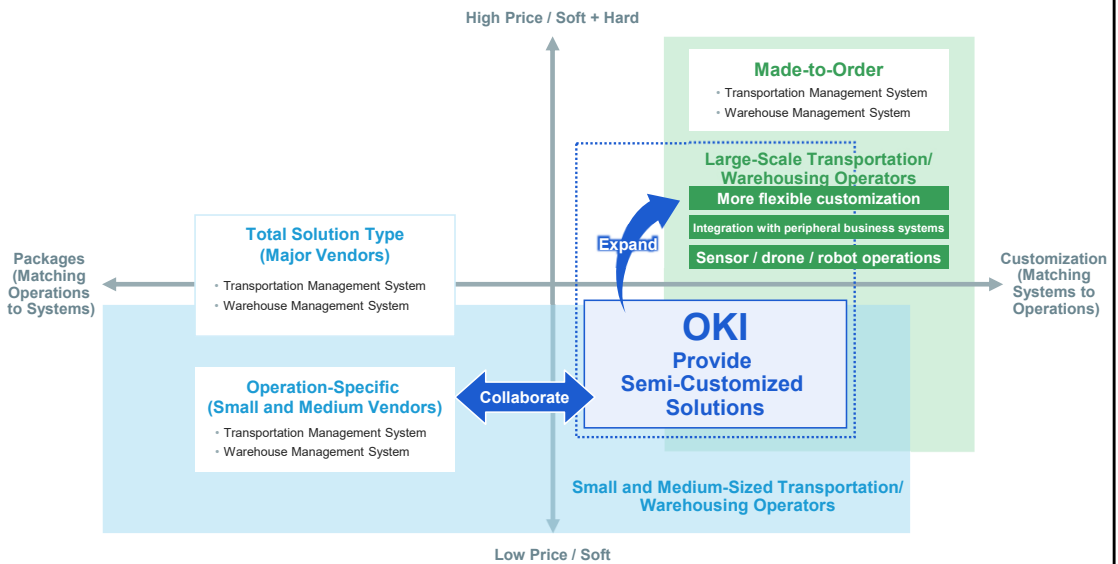 High Price / Soft + Hard
Made-to-Order
・Transportation Management System
・Warehouse Management System
Large-Scale Transportation/
Warehousing Operators
More flexible customization
Integration with peripheral business systems
Sensor / drone / robot operations
Expand
Total Solution Type
(Major Vendors)
・Transportation Management System
・Warehouse Management System
Packages
(Matching
Operations
to Systems)
Customization
(Matching
Systems to
Operations)
OKI
Provide
Semi-Customized
Solutions
Collaborate
Operation-Specific
(Small and Medium Vendors)
・Transportation Management System
・Warehouse Management System
Small and Medium-Sized Transportation/
Warehousing Operators
Low Price / Soft